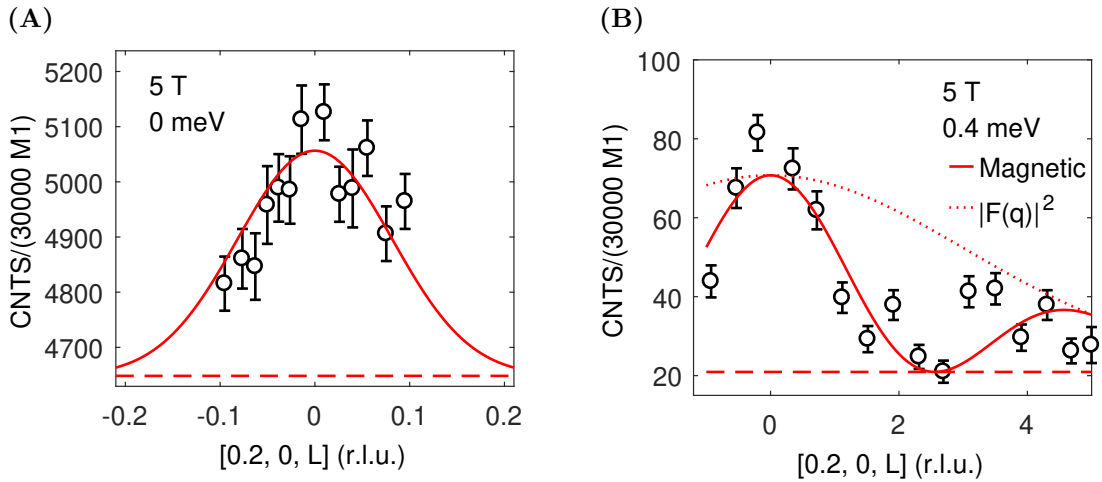 (A)
5 T
0 meV
CNTS/(30000 M1)
5200
5100
5000
4900
4800
4700
-0.2 -0.1 0 0.1 0.2
[0.2, 0, L] (r.l.u.)
(B)
5 T
0.4 meV
Magnetic
|F(q)|²
CNTS/(30000 M1)
100
80
60
40
20
0 2 4
[0.2, 0, L] (r.l.u.)